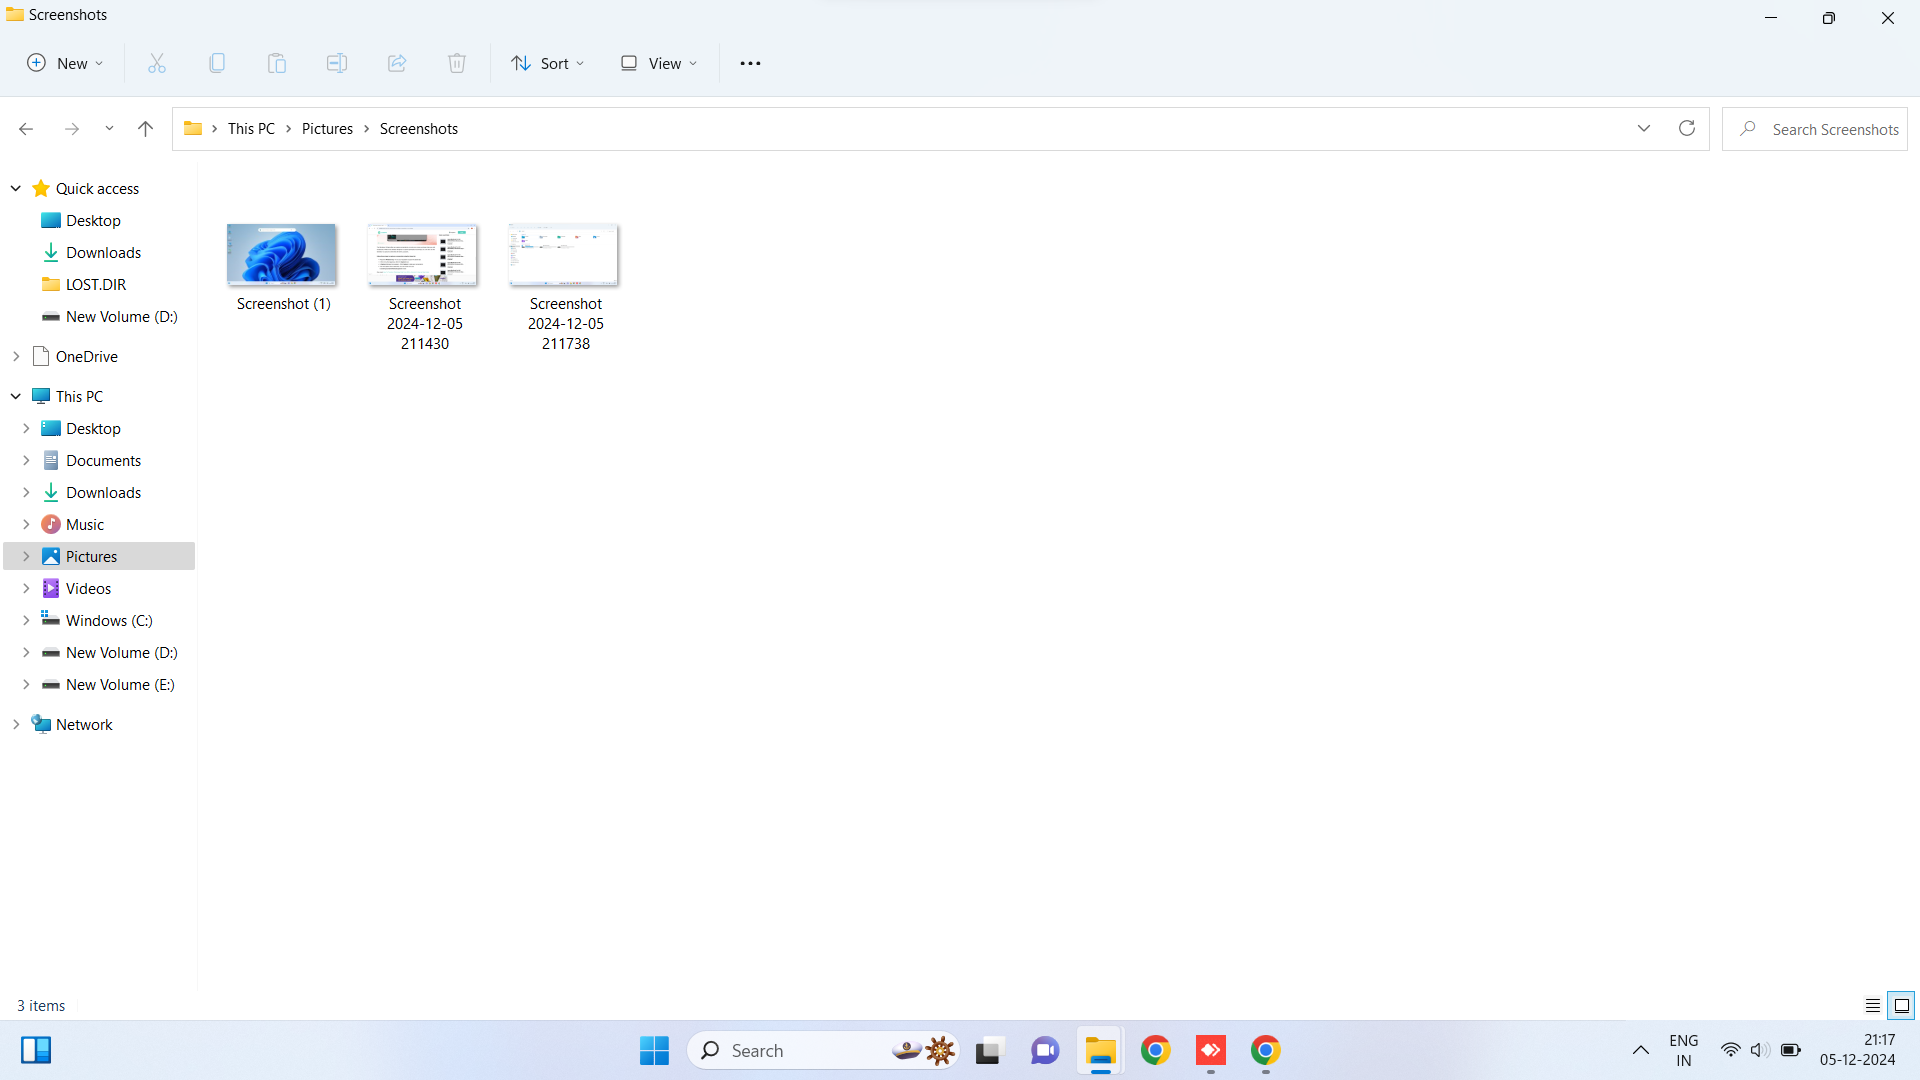 Screenshots
New
Sort
View
This PC
Pictures
Screenshots
Search Screenshots
Quick access
Desktop
Downloads
LOST.DIR
New Volume (D:)
OneDrive
This PC
Desktop
Documents
Downloads
Music
Pictures
Videos
Windows (C:)
New Volume (D:)
New Volume (E:)
Network
Screenshot (1)
Screenshot
2024-12-05
211430
Screenshot
2024-12-05
211738
3 items
Search
ENG
IN
21:17
05-12-2024